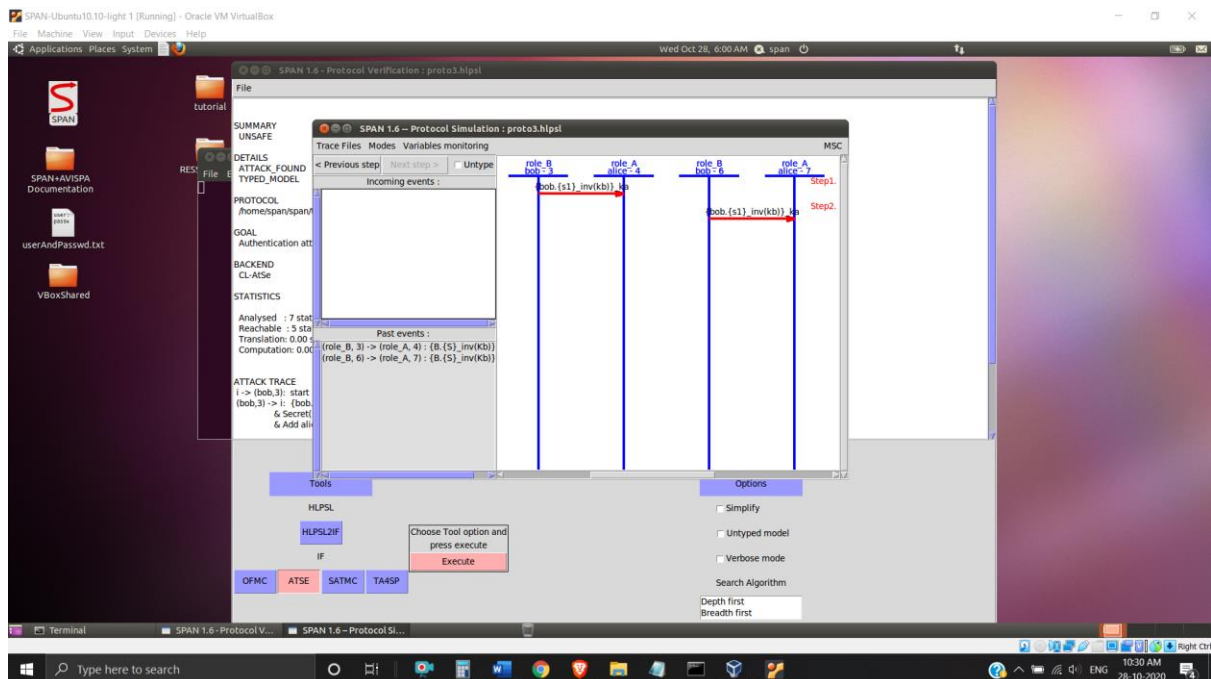 SPAN-Ubuntu10.10-light 1 [Running] - Oracle VM VirtualBox
File Machine View Input Devices Help
Applications Places System
Wed Oct 28, 6:00 AM span
SPAN 1.6 - Protocol Verification : proto3.hlpsl
File
SPAN
tutorial
SPAN+AVISPA
Documentation
RES
File E
userAndPasswd.txt
VBoxShared
SUMMARY
UNSAFE
DETAILS
ATTACK_FOUND
TYPED_MODEL
PROTOCOL
/home/span/span/
GOAL
Authentication att
BACKEND
CL-AtSe
STATISTICS
Analysed : 7 stat
Reachable : 5 sta
Translation: 0.00 s
Computation: 0.00
ATTACK TRACE
i -> (bob,3): start
(bob,3) -> i: {bob.
& Secret(
& Add ali
SPAN 1.6 -- Protocol Simulation : proto3.hlpsl
Trace Files Modes Variables monitoring MSC
< Previous step Next step > Untype
Incoming events :
Past events :
(role_B, 3) -> (role_A, 4) : {B.{S}_inv(Kb)}
(role_B, 6) -> (role_A, 7) : {B.{S}_inv(Kb)}
role_B role_A role_B role_A
bob - 3 alice - 4 bob - 6 alice - 7
Step1.
{bob.{s1}_inv(kb)}_ka
Step2.
{bob.{s1}_inv(kb)}_ka
Tools
HLPSL
HLPSL2IF
IF
OFMC ATSE SATMC TA4SP
Choose Tool option and
press execute
Execute
Options
Simplify
Untyped model
Verbose mode
Search Algorithm
Depth first
Breadth first
Terminal SPAN 1.6 - Protocol V... SPAN 1.6 -- Protocol Si...
Right Ctrl
Type here to search
ENG
10:30 AM
28-10-2020
4